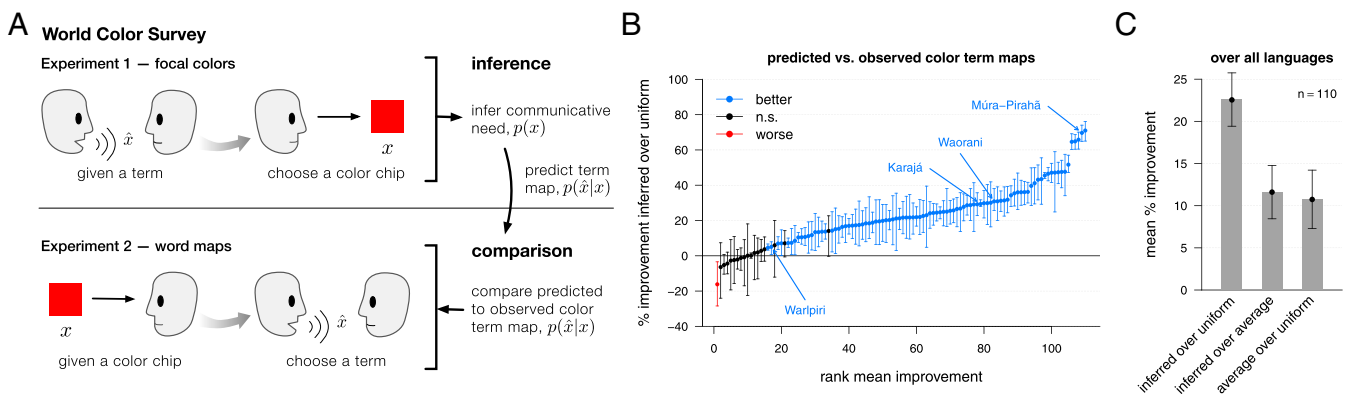 A
World Color Survey
Experiment 1 — focal colors
x̂
x
given a term
choose a color chip
inference
infer communicative
need, p(x)
predict term
map, p(x̂|x)
Experiment 2 — word maps
x
x̂
given a color chip
choose a term
comparison
compare predicted
to observed color
term map, p(x̂|x)
B
predicted vs. observed color term maps
% improvement inferred over uniform
100
80
60
40
20
0
−20
−40
better
n.s.
worse
Múra−Pirahã
Waorani
Karajá
Warlpiri
0
20
40
60
80
100
rank mean improvement
C
over all languages
n = 110
mean % improvement
25
20
15
10
5
0
inferred over uniform
inferred over average
average over uniform